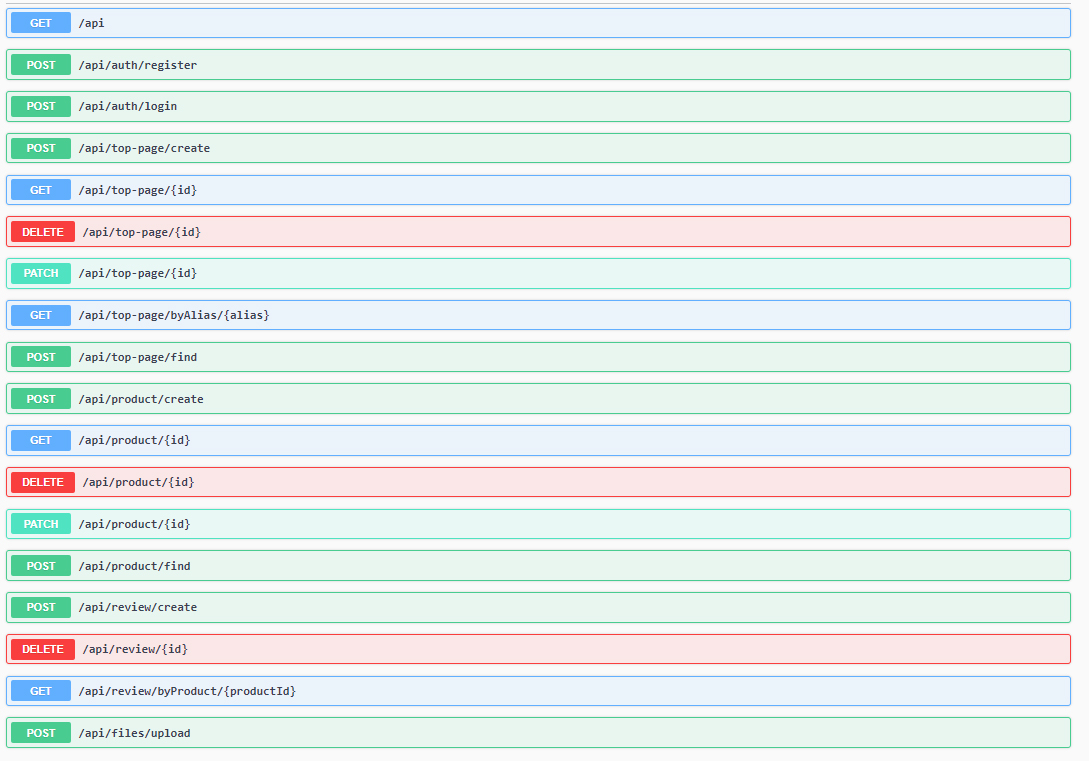 GET /api
POST /api/auth/register
POST /api/auth/login
POST /api/top-page/create
GET /api/top-page/{id}
DELETE /api/top-page/{id}
PATCH /api/top-page/{id}
GET /api/top-page/byAlias/{alias}
POST /api/top-page/find
POST /api/product/create
GET /api/product/{id}
DELETE /api/product/{id}
PATCH /api/product/{id}
POST /api/product/find
POST /api/review/create
DELETE /api/review/{id}
GET /api/review/byProduct/{productId}
POST /api/files/upload